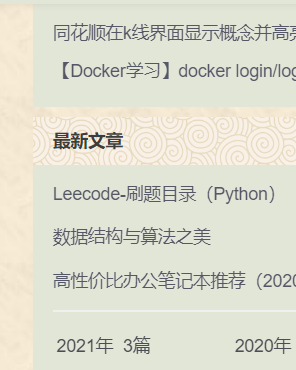 同花顺在k线界面显示概念并高亮
【Docker学习】docker login/log
最新文章
Leecode-刷题目录（Python）
数据结构与算法之美
高性价比办公笔记本推荐（202
2021年 3篇
2020年